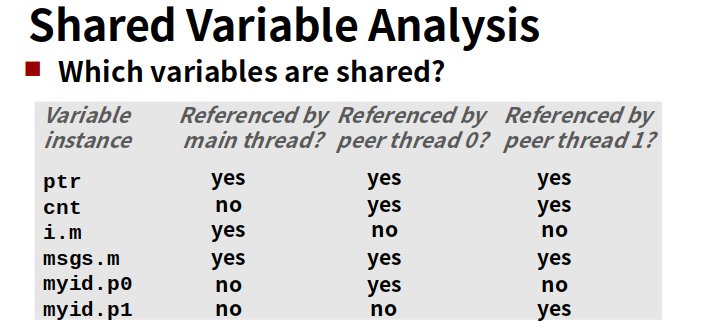 Shared Variable Analysis
Which variables are shared?
Variable Referenced by Referenced by Referenced by
instance main thread? peer thread 0? peer thread 1?
ptr yes yes yes
cnt no yes yes
i.m yes no no
msgs.m yes yes yes
myid.p0 no yes no
myid.p1 no no yes